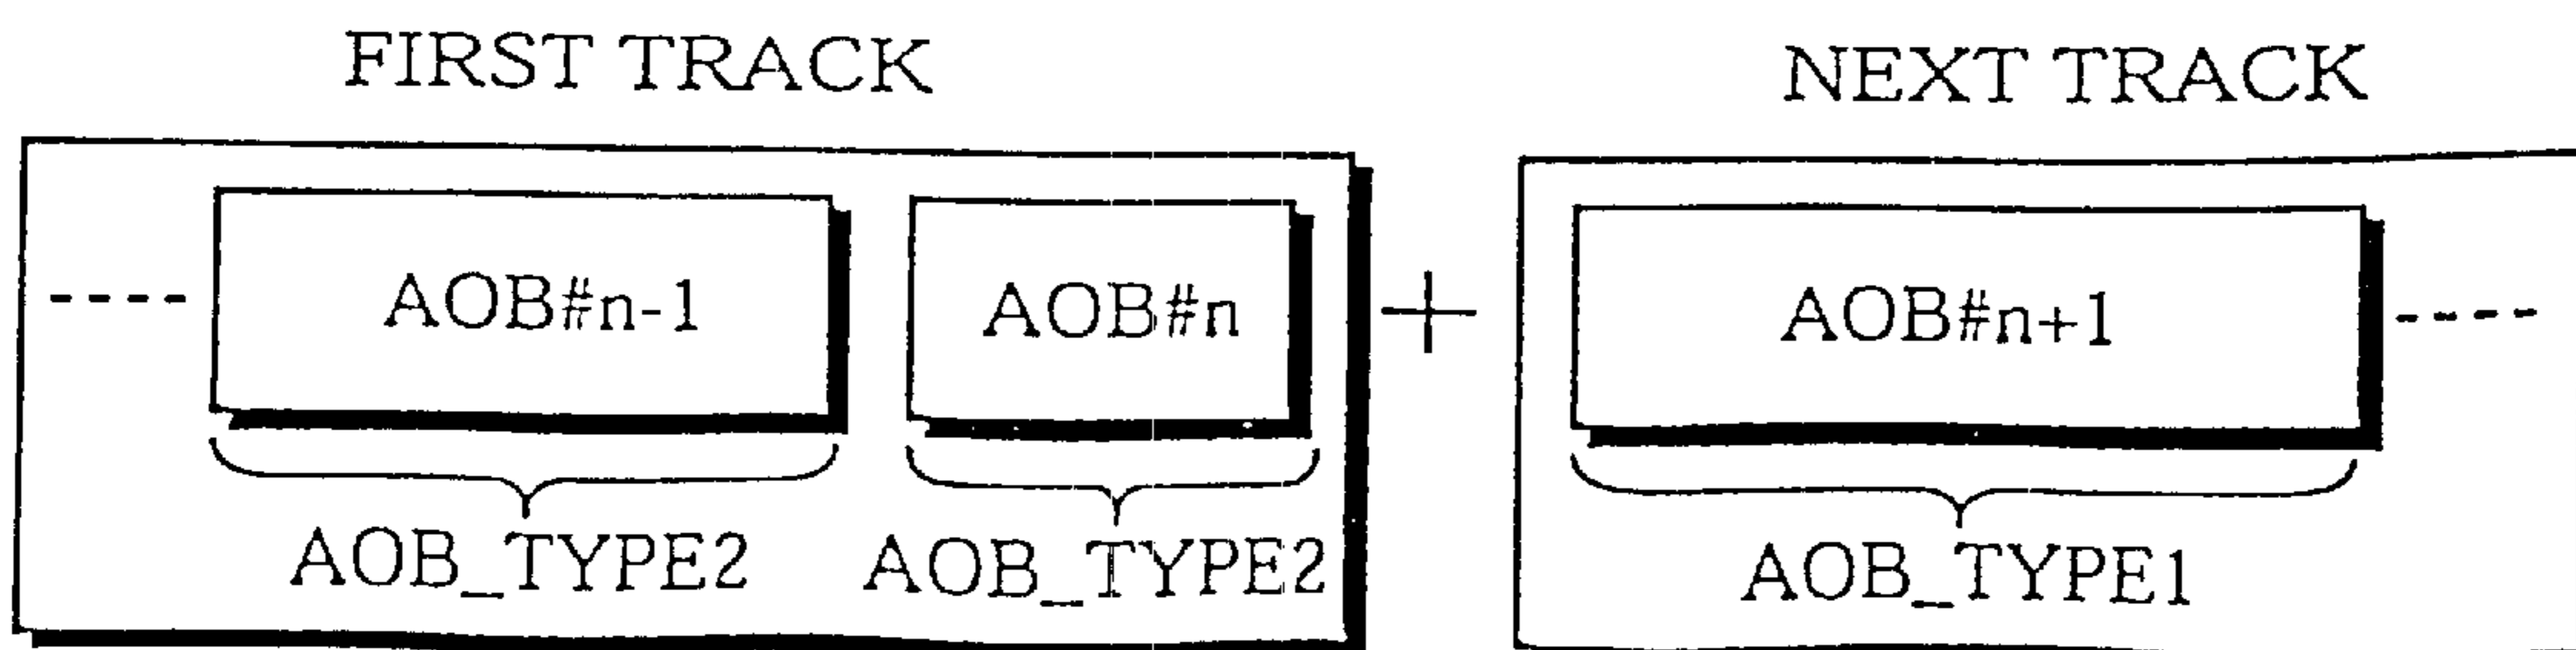 FIRST TRACK NEXT TRACK
---- AOB#n-1 AOB#n + AOB#n+1 -----
AOB_TYPE2 AOB_TYPE2 AOB_TYPE1